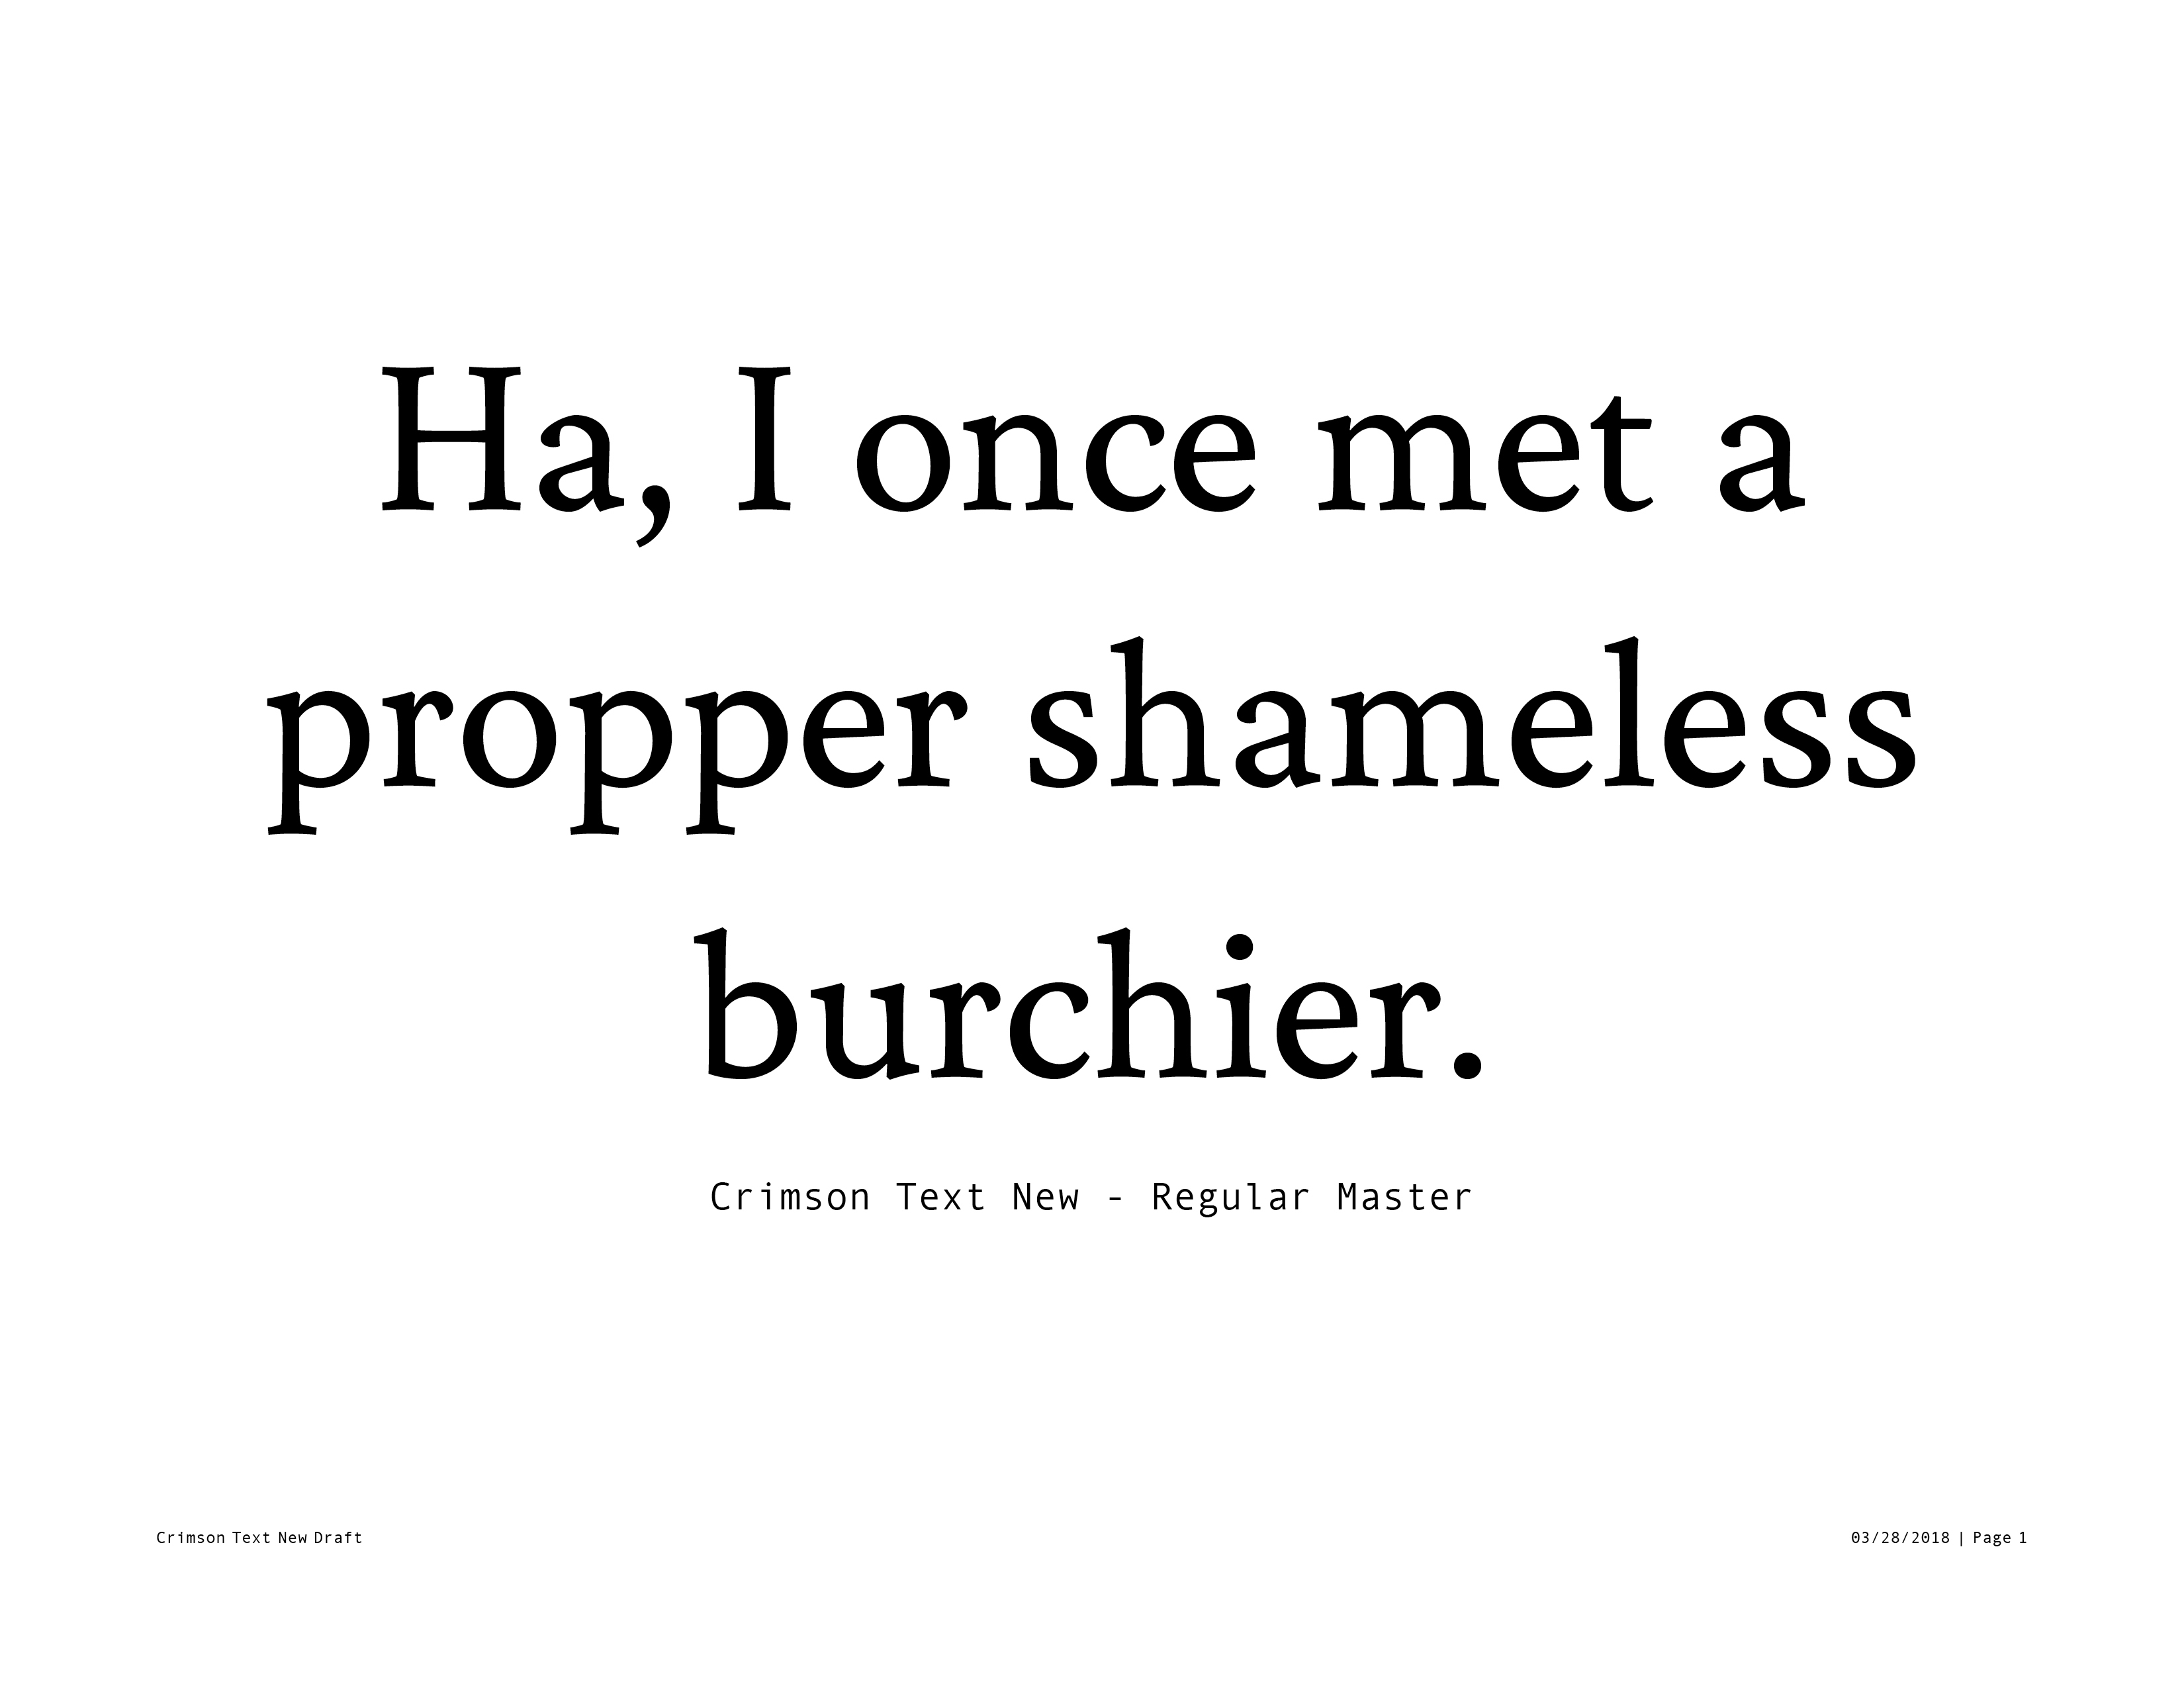 Ha, I once met a
propper shameless
burchier.
Crimson Text New - Regular Master
Crimson Text New Draft
03/28/2018 | Page 1